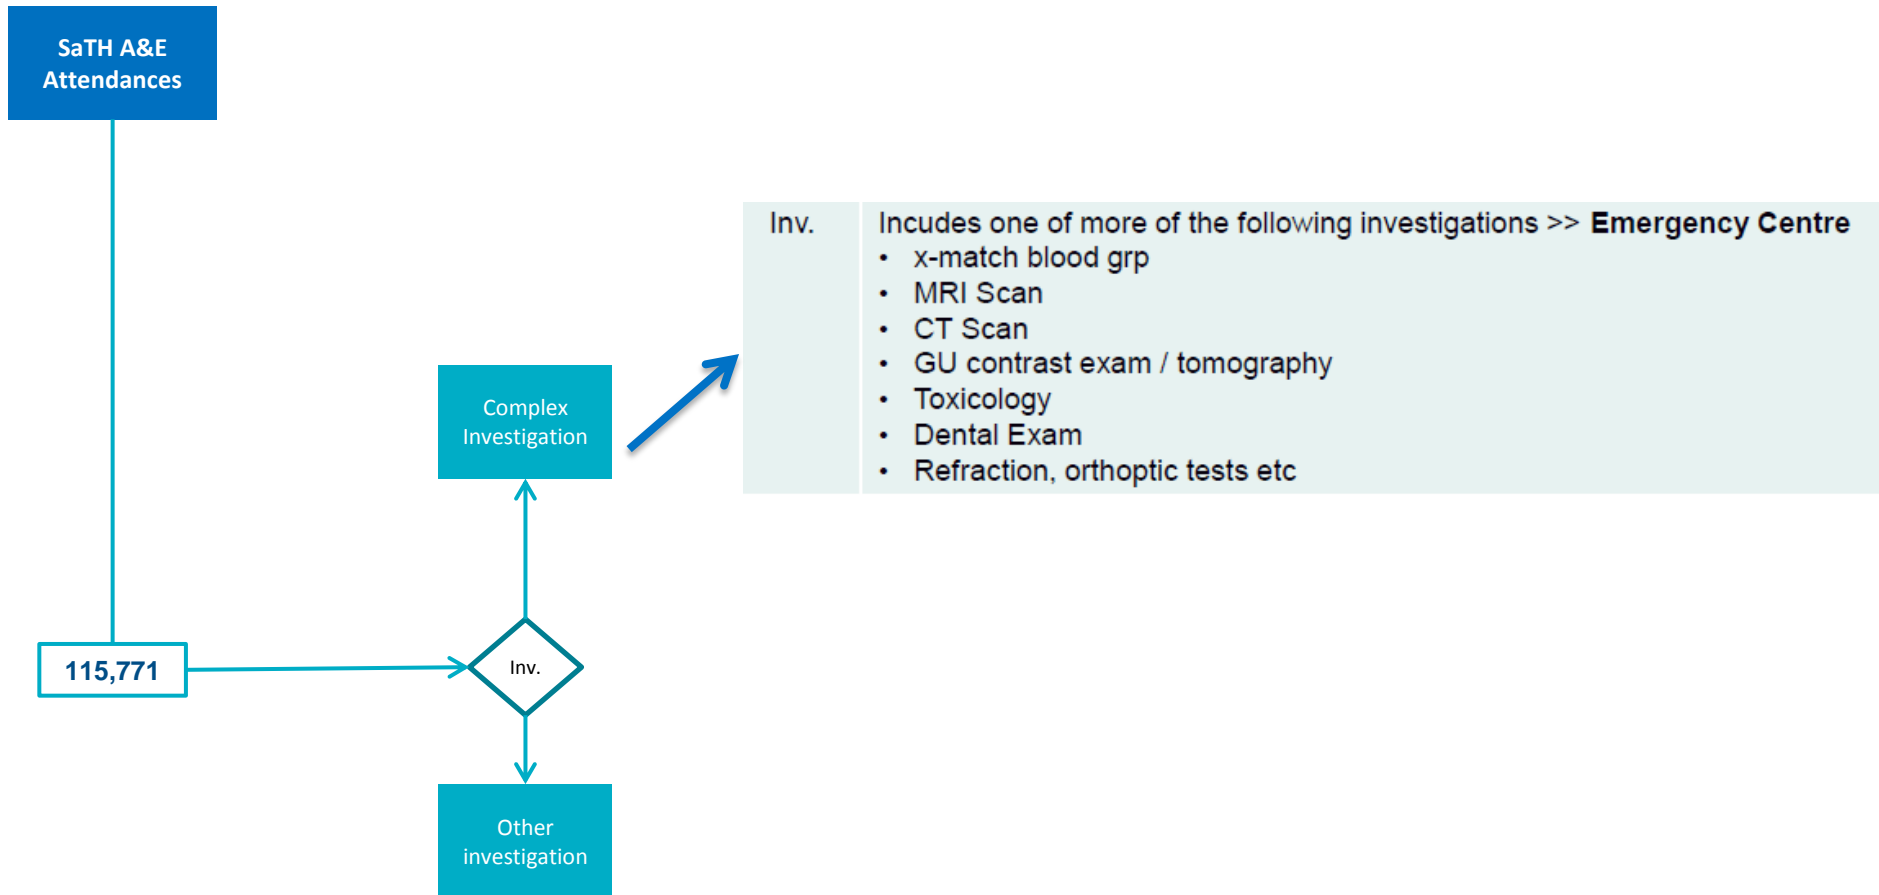 SaTH A&E
Attendances
Inv.
Incudes one of more of the following investigations >> Emergency Centre
• x-match blood grp
• MRI Scan
• CT Scan
• GU contrast exam / tomography
• Toxicology
• Dental Exam
• Refraction, orthoptic tests etc
Complex
Investigation
115,771
Inv.
Other
investigation